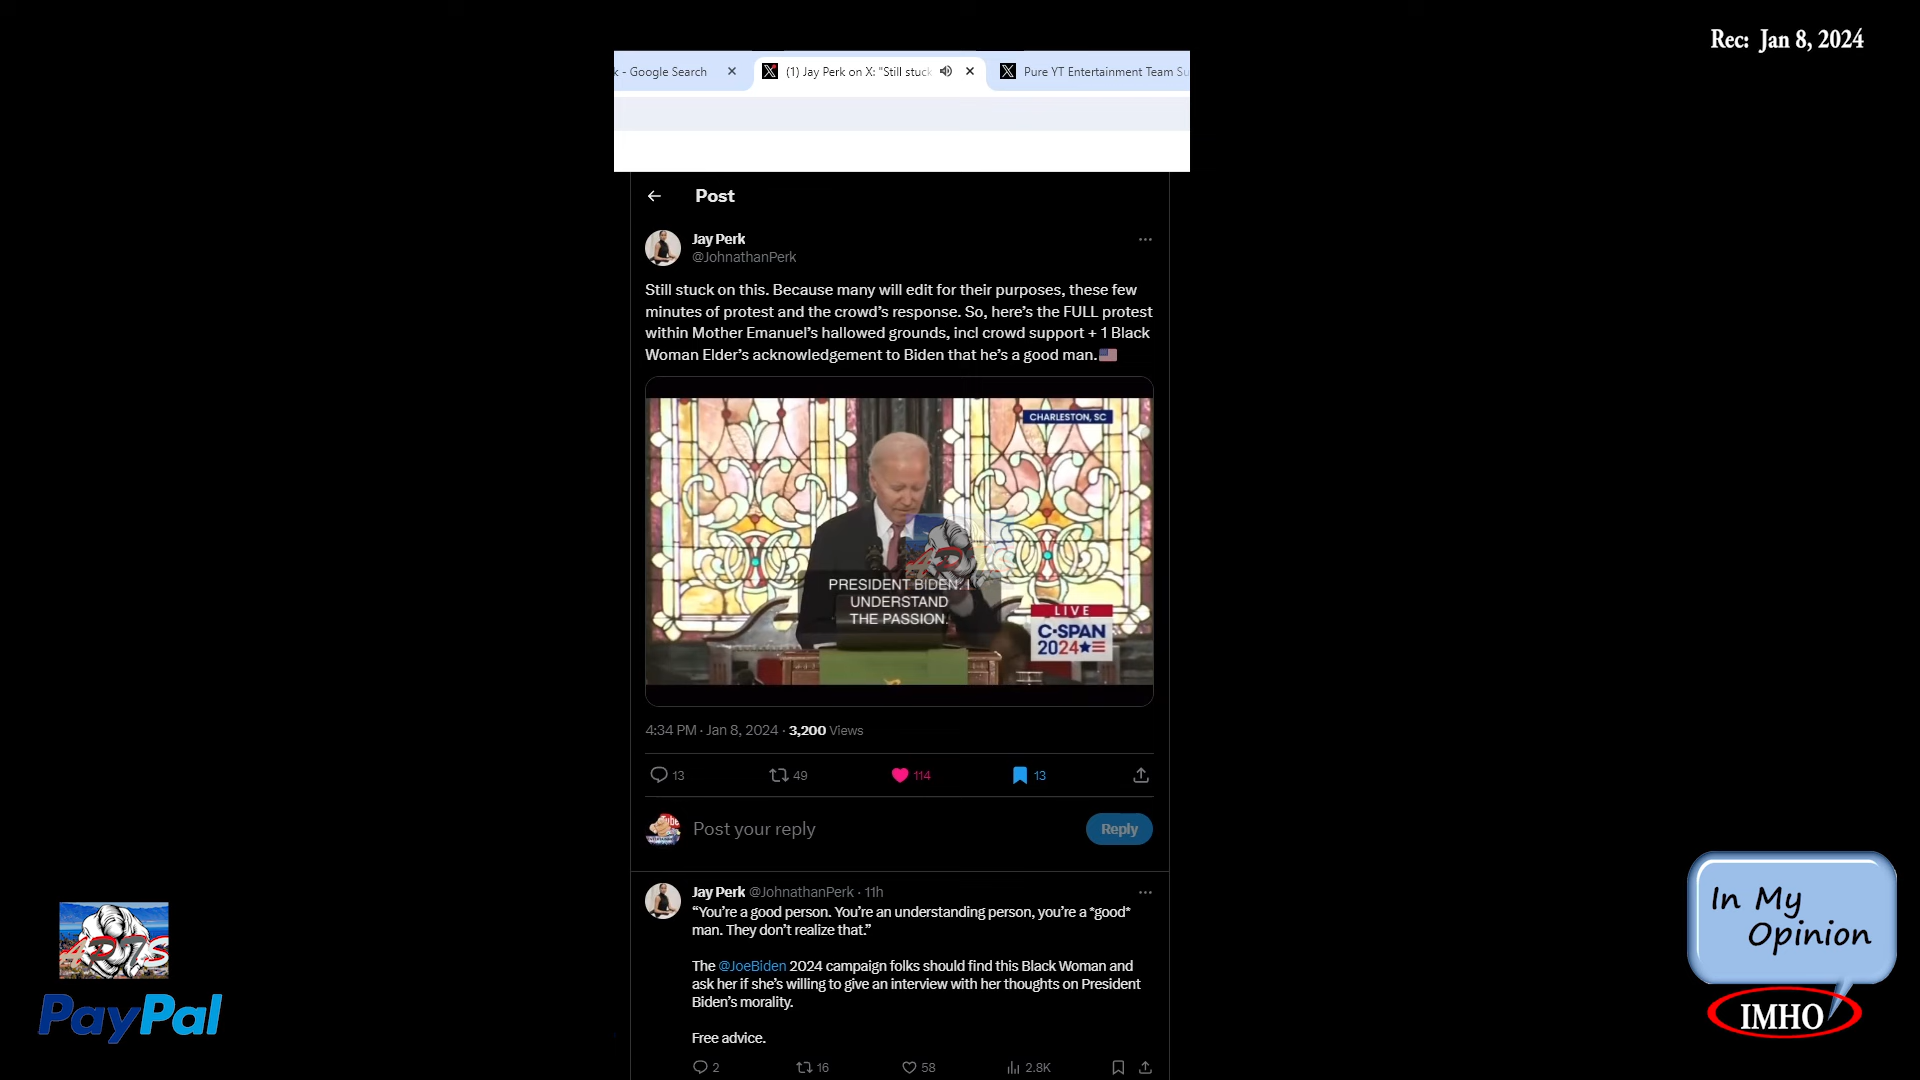 Rec: Jan 8, 2024
k - Google Search
(1) Jay Perk on X: "Still stuck
Pure YT Entertainment Team Su
Post
Jay Perk
@JohnathanPerk
Still stuck on this. Because many will edit for their purposes, these few
minutes of protest and the crowd’s response. So, here’s the FULL protest
within Mother Emanuel’s hallowed grounds, incl crowd support + 1 Black
Woman Elder’s acknowledgement to Biden that he’s a good man.
CHARLESTON, SC
PRESIDENT BIDEN: I
UNDERSTAND
THE PASSION.
LIVE
C-SPAN
2024
4:34 PM · Jan 8, 2024 · 3,200 Views
13 49 114 13
Post your reply
Reply
Jay Perk @JohnathanPerk · 11h
“You’re a good person. You’re an understanding person, you’re a *good*
man. They don’t realize that.”
The @JoeBiden 2024 campaign folks should find this Black Woman and
ask her if she’s willing to give an interview with her thoughts on President
Biden’s morality.
Free advice.
2 16 58 2.8K
PayPal
In My
Opinion
IMHO